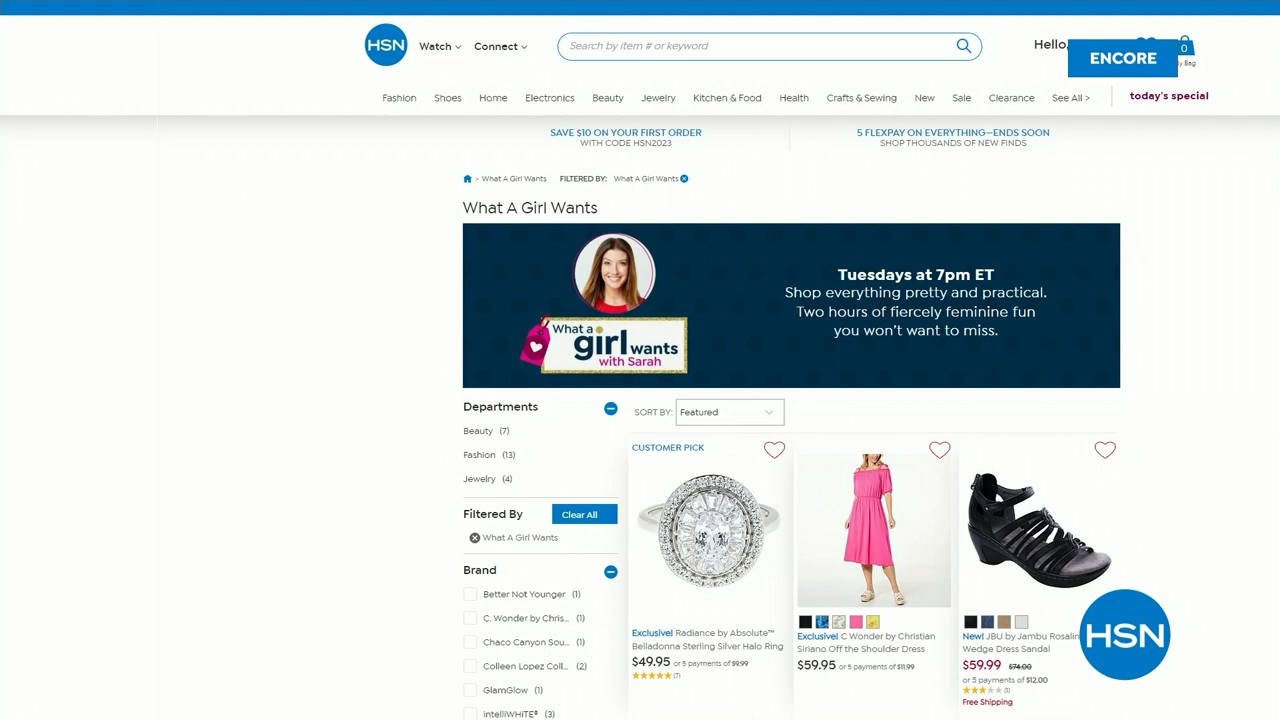 HSN
Watch
Connect
Search by item # or keyword
Hello,
0
ENCORE
Bag
Fashion
Shoes
Home
Electronics
Beauty
Jewelry
Kitchen & Food
Health
Crafts & Sewing
New
Sale
Clearance
See All >
today's special
SAVE $10 ON YOUR FIRST ORDER
WITH CODE HSN2023
5 FLEXPAY ON EVERYTHING—ENDS SOON
SHOP THOUSANDS OF NEW FINDS
> What A Girl Wants
FILTERED BY: What A Girl Wants
What A Girl Wants
What a
girl wants
with Sarah
Tuesdays at 7pm ET
Shop everything pretty and practical.
Two hours of fiercely feminine fun
you won't want to miss.
Departments
Beauty (7)
Fashion (13)
Jewelry (4)
Filtered By
Clear All
What A Girl Wants
Brand
Better Not Younger (1)
C. Wonder by Chris... (1)
Chaco Canyon Sou... (1)
Colleen Lopez Coll... (2)
GlamGlow (1)
intelliWHiTE® (3)
SORT BY: Featured
CUSTOMER PICK
Exclusive! Radiance by Absolute™
Belladonna Sterling Silver Halo Ring
$49.95 or 5 payments of $9.99
(7)
Exclusive! C Wonder by Christian
Siriano Off the Shoulder Dress
$59.95 or 5 payments of $11.99
New! JBU by Jambu Rosalin
Wedge Dress Sandal
$59.99 $74.00
or 5 payments of $12.00
(1)
Free Shipping
HSN